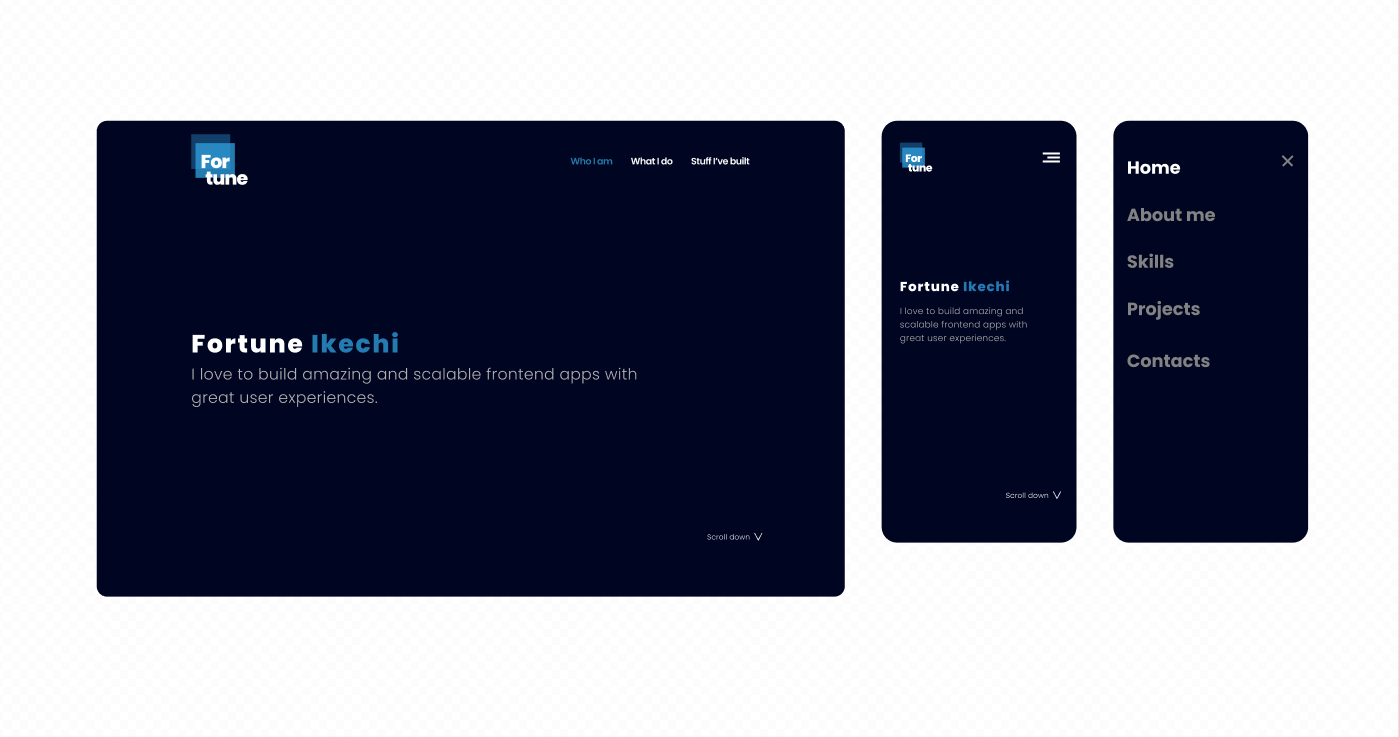 For
tune
Who I am What I do Stuff I've built
Fortune Ikechi
I love to build amazing and scalable frontend apps with
great user experiences.
Scroll down
For
tune
Fortune Ikechi
I love to build amazing and
scalable frontend apps with
great user experiences.
Scroll down
Home
About me
Skills
Projects
Contacts